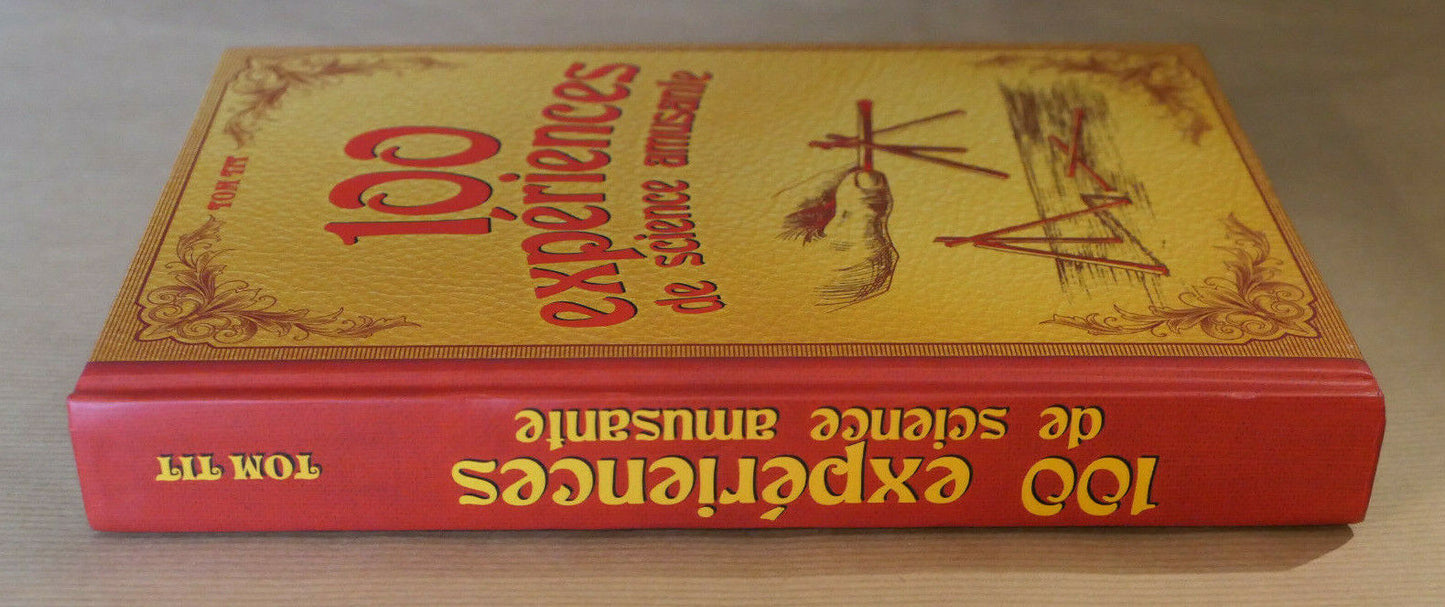 TOM TIT
100
expériences
de science amusante
100 expériences
de science amusante
TOM TIT